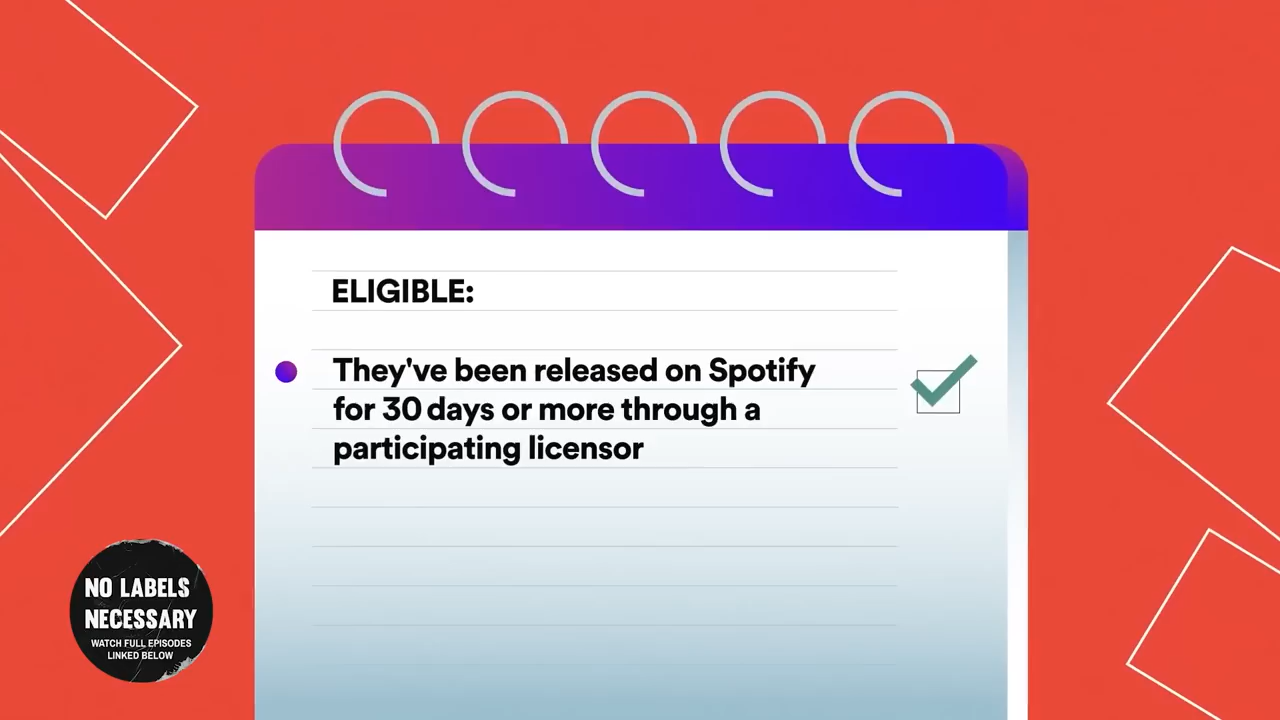 ELIGIBLE:
They've been released on Spotify
for 30 days or more through a
participating licensor
NO LABELS
NECESSARY
WATCH FULL EPISODES
LINKED BELOW